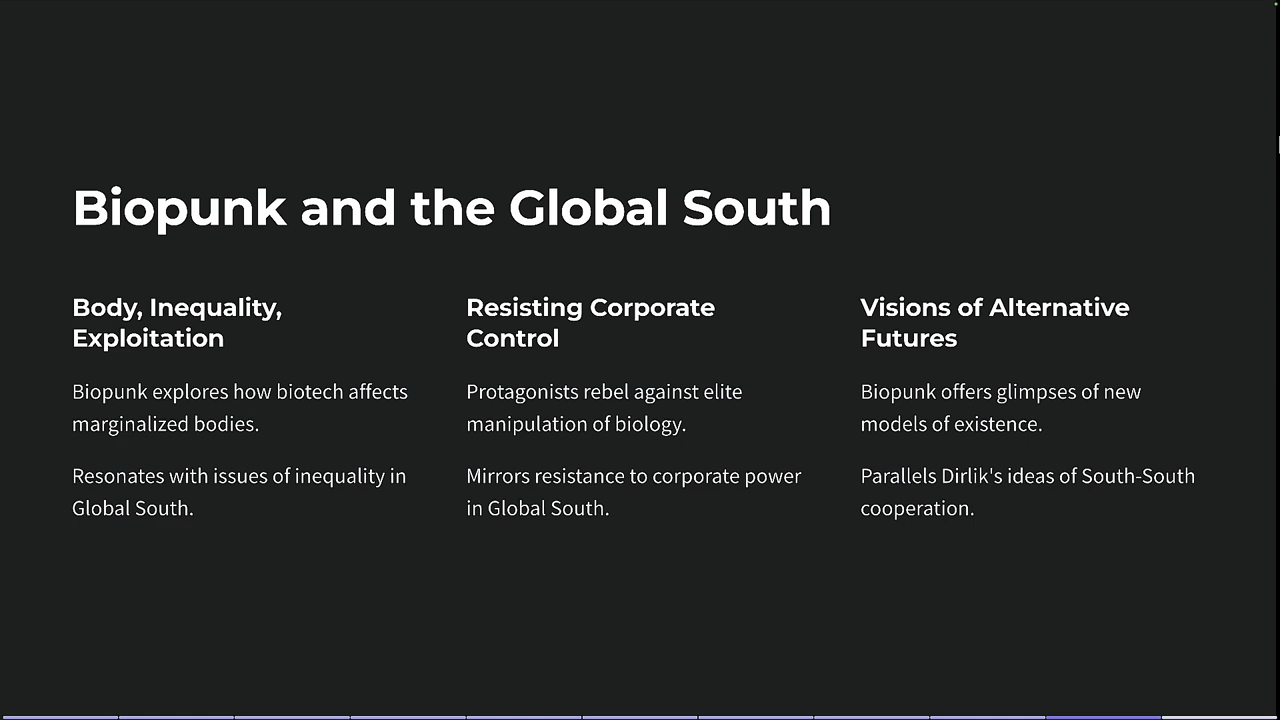 Biopunk and the Global South
Body, Inequality,
Exploitation
Biopunk explores how biotech affects
marginalized bodies.
Resonates with issues of inequality in
Global South.
Resisting Corporate
Control
Protagonists rebel against elite
manipulation of biology.
Mirrors resistance to corporate power
in Global South.
Visions of Alternative
Futures
Biopunk offers glimpses of new
models of existence.
Parallels Dirlik's ideas of South-South
cooperation.